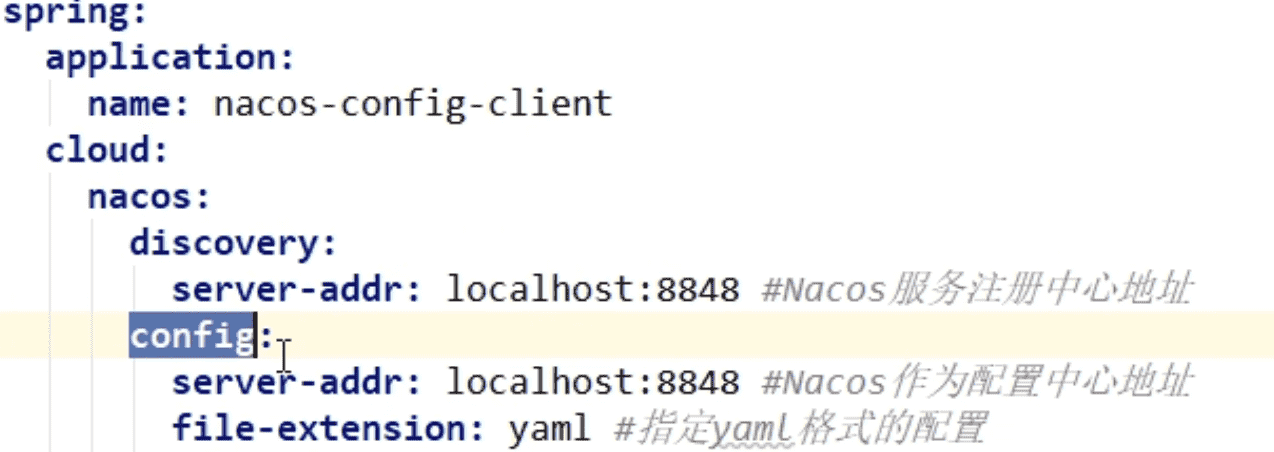 spring:
application:
name: nacos-config-client
cloud:
nacos:
discovery:
server-addr: localhost:8848 #Nacos服务注册中心地址
config:
server-addr: localhost:8848 #Nacos作为配置中心地址
file-extension: yaml #指定yaml格式的配置